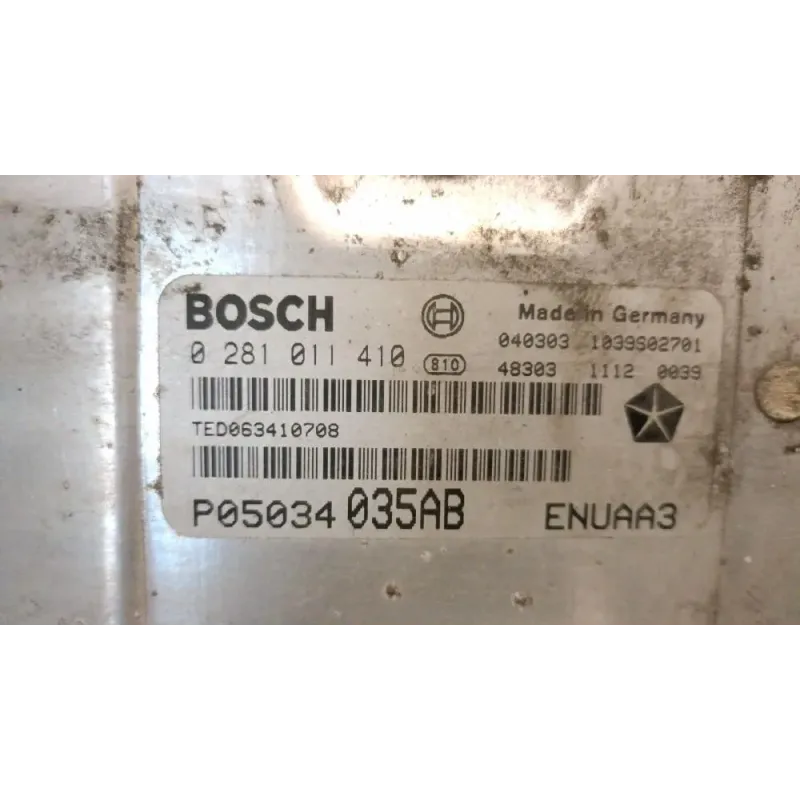 BOSCH
Made in Germany
0 281 011 410
810
040303 1039S02701
48303 1112 0039
TED063410708
P05034 035AB ENUAA3